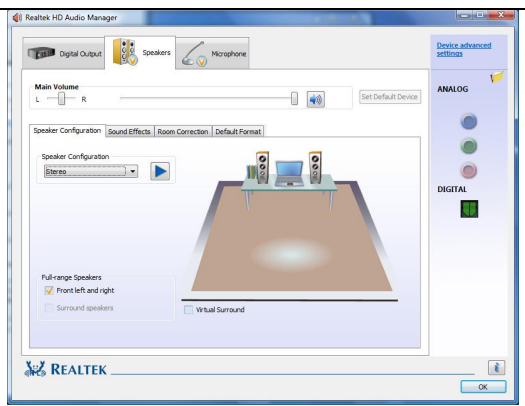 Realtek HD Audio Manager
Digital Output
Speakers
Microphone
Device advanced
settings
Main Volume
L
R
Set Default Device
ANALOG
Speaker Configuration
Sound Effects
Room Correction
Default Format
Speaker Configuration
Stereo
DIGITAL
Full-range Speakers
Front left and right
Surround speakers
Virtual Surround
REALTEK
i
OK